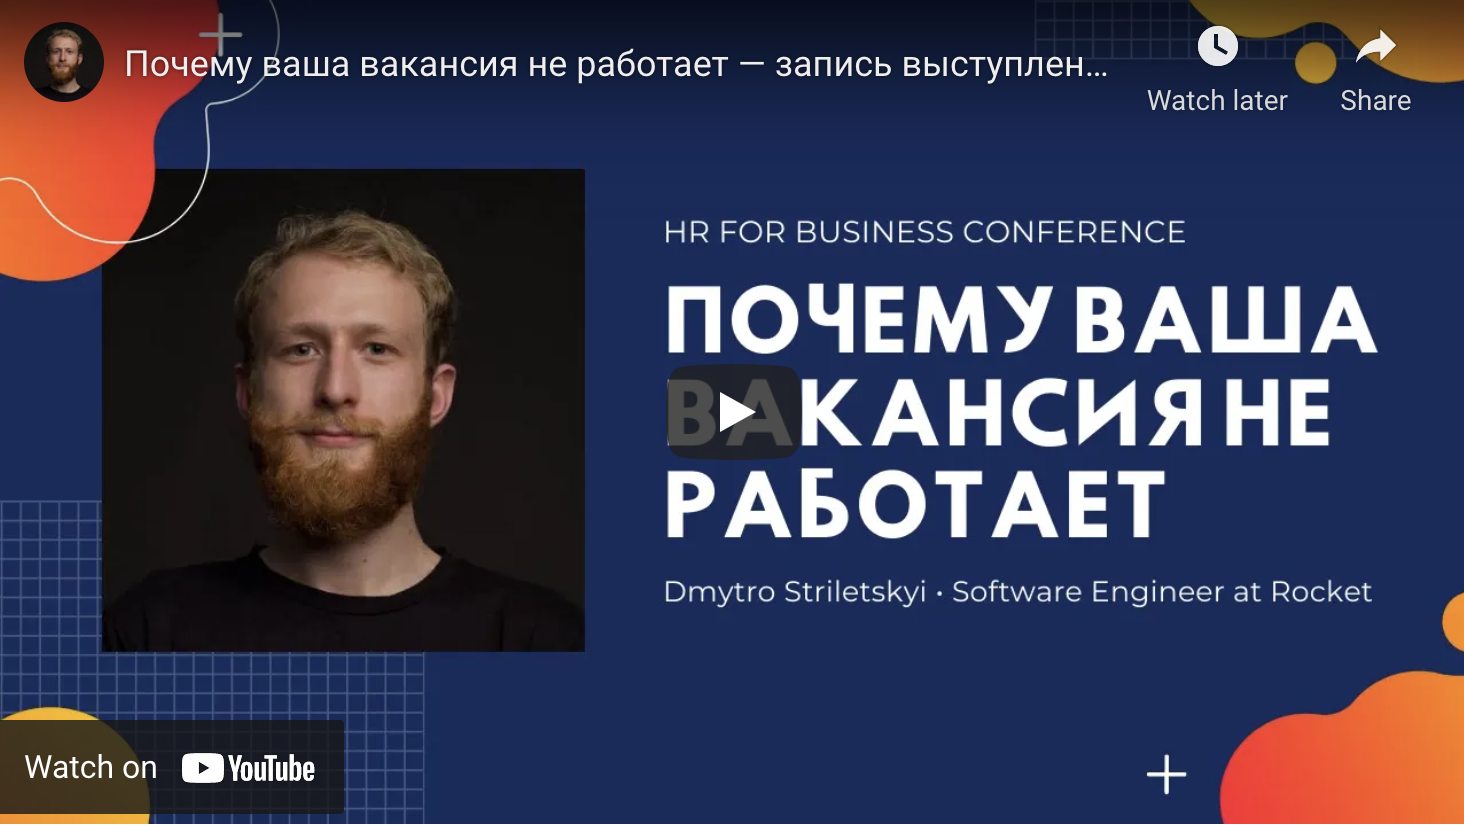 Почему ваша вакансия не работает — запись выступлен...
Watch later
Share
HR FOR BUSINESS CONFERENCE
ПОЧЕМУ ВАША
ВАКАНСИЯ НЕ
РАБОТАЕТ
Dmytro Striletskyi • Software Engineer at Rocket
Watch on YouTube